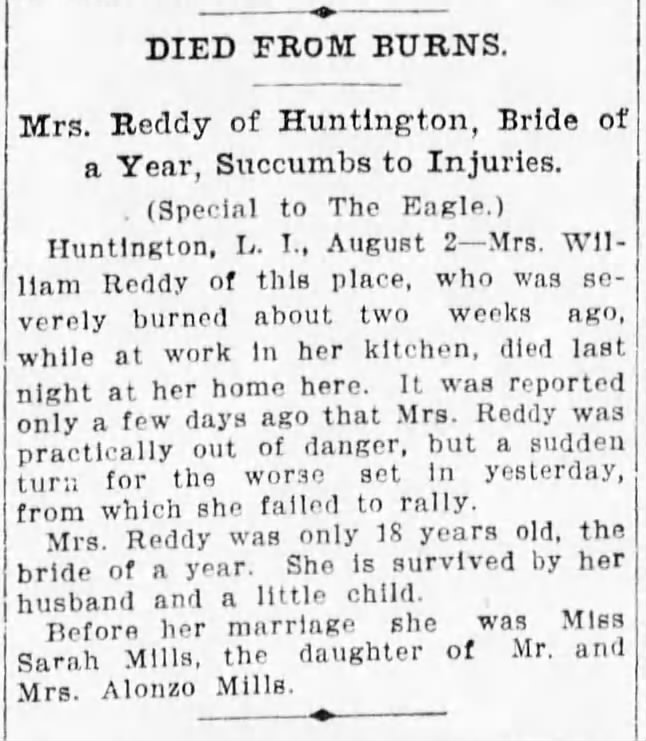 DIED FROM BURNS.
Mrs. Reddy of Huntington, Bride of
a Year, Succumbs to Injuries.
(Special to The Eagle.)
Huntington, L. I., August 2—Mrs. Wil-
liam Reddy of this place, who was se-
verely burned about two weeks ago,
while at work in her kitchen, died last
night at her home here. It was reported
only a few days ago that Mrs. Reddy was
practically out of danger, but a sudden
turn for the worse set in yesterday,
from which she failed to rally.
Mrs. Reddy was only 18 years old, the
bride of a year. She is survived by her
husband and a little child.
Before her marriage she was Miss
Sarah Mills, the daughter of Mr. and
Mrs. Alonzo Mills.